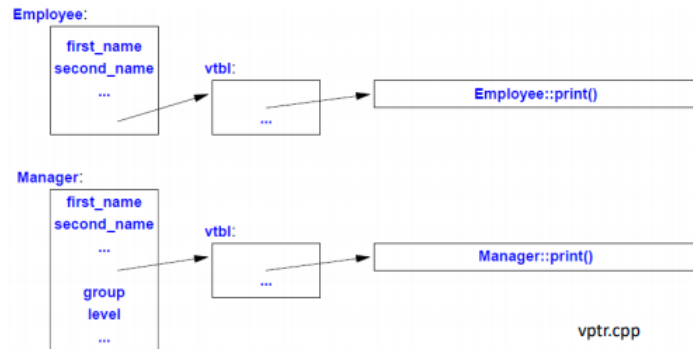 Employee:
first_name
second_name
...
vtbl:
...
Employee::print()
Manager:
first_name
second_name
...
group
level
...
vtbl:
...
Manager::print()
vptr.cpp